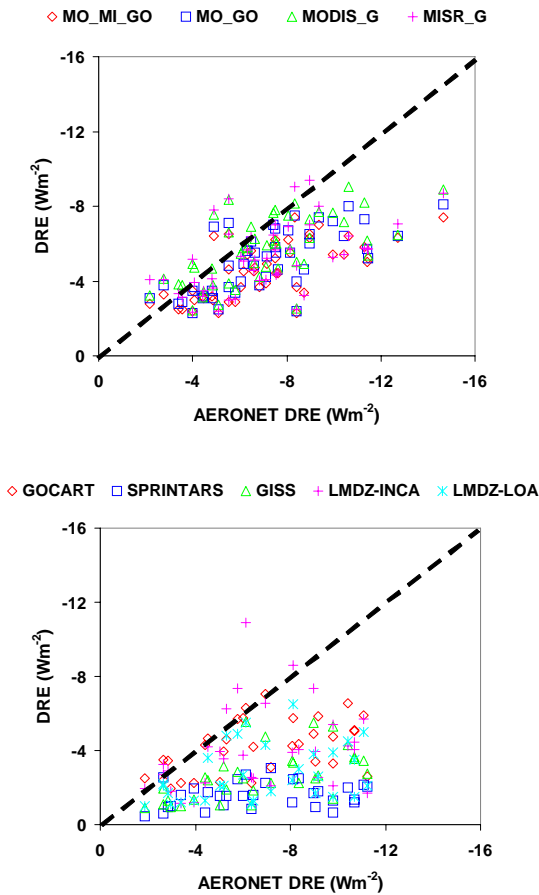 MO_MI_GO MO_GO MODIS_G MISR_G
-16
-12
-8
-4
0
DRE (Wm-2)
0 -4 -8 -12 -16
AERONET DRE (Wm-2)
GOCART SPRINTARS GISS LMDZ-INCA LMDZ-LOA
-16
-12
-8
-4
0
DRE (Wm-2)
0 -4 -8 -12 -16
AERONET DRE (Wm-2)